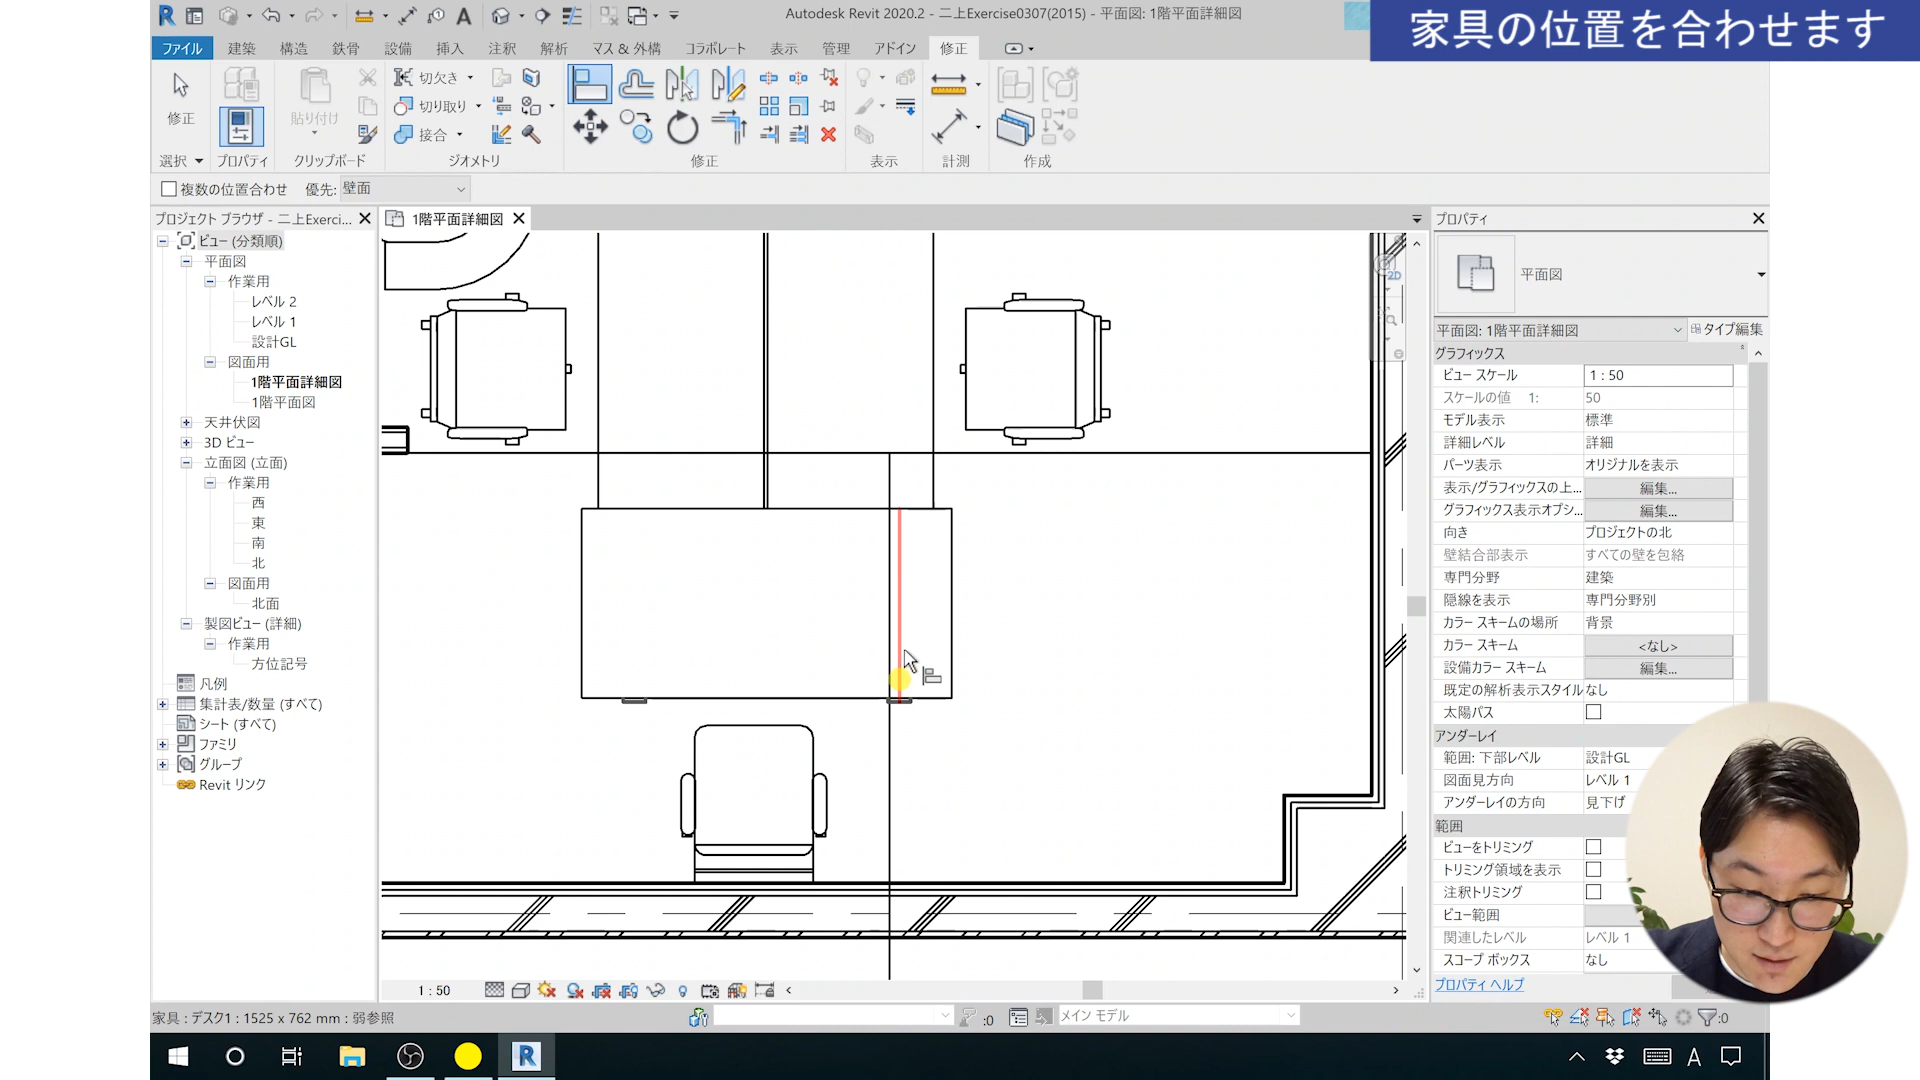 Autodesk Revit 2020.2 - 二上Exercise0307(2015) - 平面図: 1階平面詳細図
家具の位置を合わせます
ファイル 建築 構造 鉄骨 設備 挿入 注釈 解析 マス & 外構 コラボレート 表示 管理 アドイン 修正
修正
切欠き
切り取り
貼り付け
接合
選択 プロパティ クリップボード ジオメトリ 修正 表示 計測 作成
複数の位置合わせ 優先: 壁面
プロジェクト ブラウザ - 二上Exerci...
1階平面詳細図
プロパティ
ビュー (分類順)
平面図
作業用
レベル 2
レベル 1
設計GL
図面用
1階平面詳細図
1階平面図
天井伏図
3D ビュー
立面図 (立面)
作業用
西
東
南
北
図面用
北面
製図ビュー (詳細)
作業用
方位記号
凡例
集計表/数量 (すべて)
シート (すべて)
ファミリ
グループ
Revit リンク
2D
平面図
平面図: 1階平面詳細図 タイプ編集
グラフィックス
ビュー スケール 1 : 50
スケールの値 1: 50
モデル表示 標準
詳細レベル 詳細
パーツ表示 オリジナルを表示
表示/グラフィックスの上... 編集...
グラフィックス表示オプシ... 編集...
向き プロジェクトの北
壁結合部表示 すべての壁を包絡
専門分野 建築
隠線を表示 専門分野別
カラー スキームの場所 背景
カラー スキーム <なし>
設備カラー スキーム 編集...
既定の解析表示スタイル なし
太陽パス
アンダーレイ
範囲: 下部レベル 設計GL
図面見方向 レベル 1
アンダーレイの方向 見下げ
範囲
ビューをトリミング
トリミング領域を表示
注釈トリミング
ビュー範囲
関連したレベル レベル 1
スコープ ボックス なし
プロパティ ヘルプ
1 : 50
家具 : デスク1 : 1525 x 762 mm : 弱参照
:0
メイン モデル
:0
A